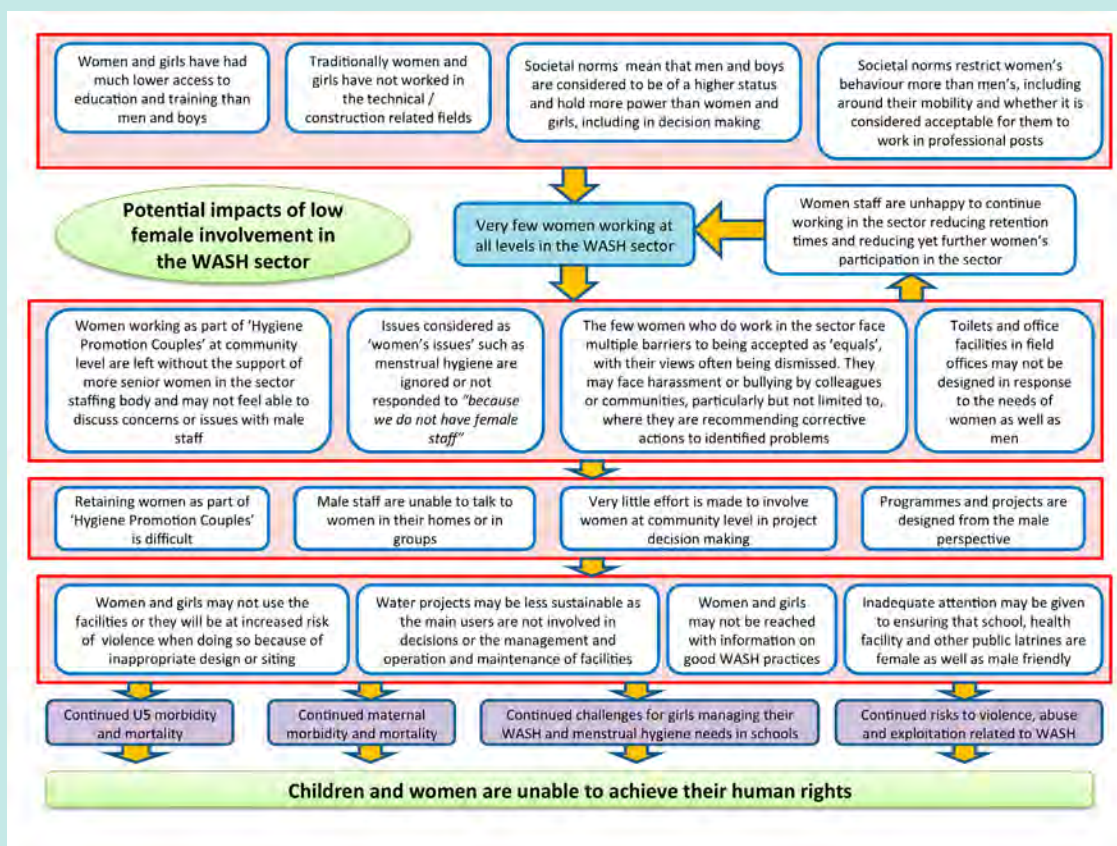 Women and girls have had
much lower access to
education and training than
men and boys
Traditionally women and
girls have not worked in
the technical /
construction related fields
Societal norms  mean that men and boys
are considered to be of a higher status
and hold more power than women and
girls, including in decision making
Societal norms restrict women's
behaviour more than men's, including
around their mobility and whether it is
considered acceptable for them to
work in professional posts
Potential impacts of low
female involvement in
the WASH sector
Very few women working at
all levels in the WASH sector
Women staff are unhappy to continue
working in the sector reducing retention
times and reducing yet further women's
participation in the sector
Women working as part of 'Hygiene
Promotion Couples' at community
level are left without the support of
more senior women in the sector
staffing body and may not feel able to
discuss concerns or issues with male
staff
Issues considered as
'women's issues' such as
menstrual hygiene are
ignored or not
responded to "because
we do not have female
staff"
The few women who do work in the sector face
multiple barriers to being accepted as 'equals',
with their views often being dismissed. They
may face harassment or bullying by colleagues
or communities, particularly but not limited to,
where they are recommending corrective
actions to identified problems
Toilets and office
facilities in field
offices may not be
designed in response
to the needs of
women as well as
men
Retaining women as part of
'Hygiene Promotion Couples'
is difficult
Male staff are unable to talk to
women in their homes or in
groups
Very little effort is made to involve
women at community level in project
decision making
Programmes and projects are
designed from the male
perspective
Women and girls may not use the
facilities or they will be at increased risk
of violence when doing so because of
inappropriate design or siting
Water projects may be less sustainable as
the main users are not involved in
decisions or the management and
operation and maintenance of facilities
Women and girls
may not be reached
with information on
good WASH practices
Inadequate attention may be given
to ensuring that school, health
facility and other public latrines are
female as well as male friendly
Continued U5 morbidity
and mortality
Continued maternal
morbidity and mortality
Continued challenges for girls managing their
WASH and menstrual hygiene needs in schools
Continued risks to violence, abuse
and exploitation related to WASH
Children and women are unable to achieve their human rights